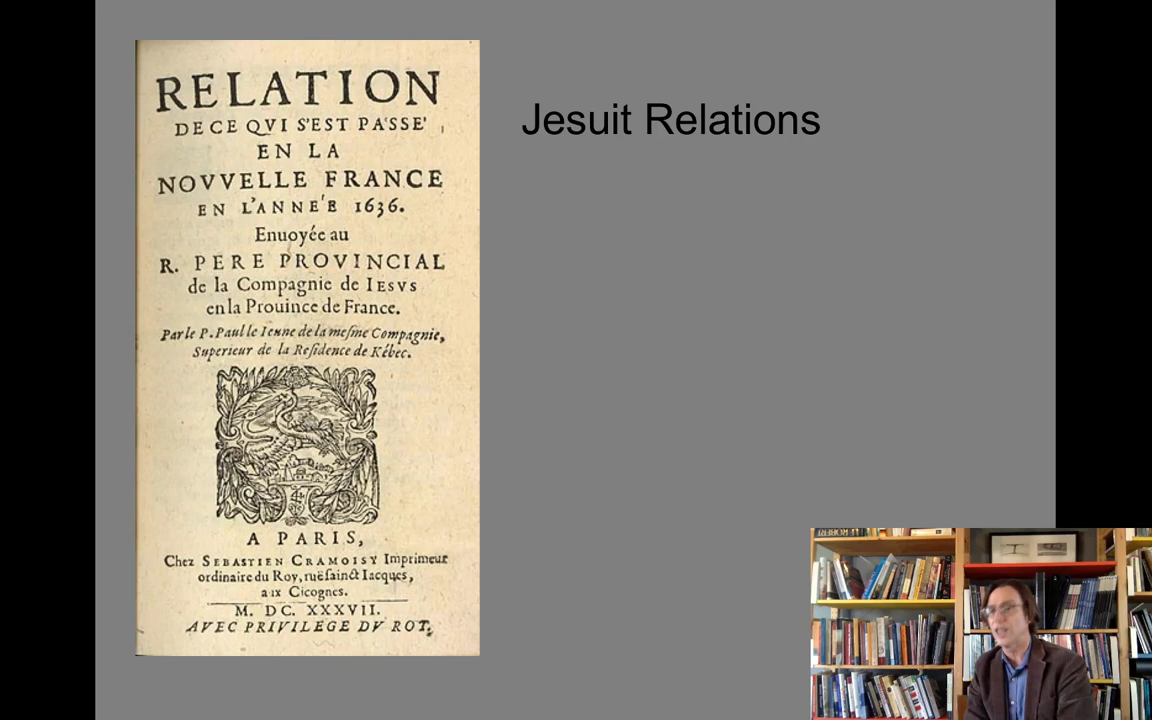 RELATION
DE CE QVI S'EST PASSE'
EN LA
NOVVELLE FRANCE
EN L'ANNE'E 1636.
Enuoyée au
R. PERE PROVINCIAL
de la Compagnie de IESVS
en la Prouince de France.
Par le P. Paul le Ieune de la mesme Compagnie,
Superieur de la Residence de Kébec.
A PARIS,
Chez SEBASTIEN CRAMOISY Imprimeur
ordinaire du Roy, ruë sainct Iacques,
aux Cicognes.
M. DC. XXXVII.
AVEC PRIVILEGE DV ROY.
Jesuit Relations